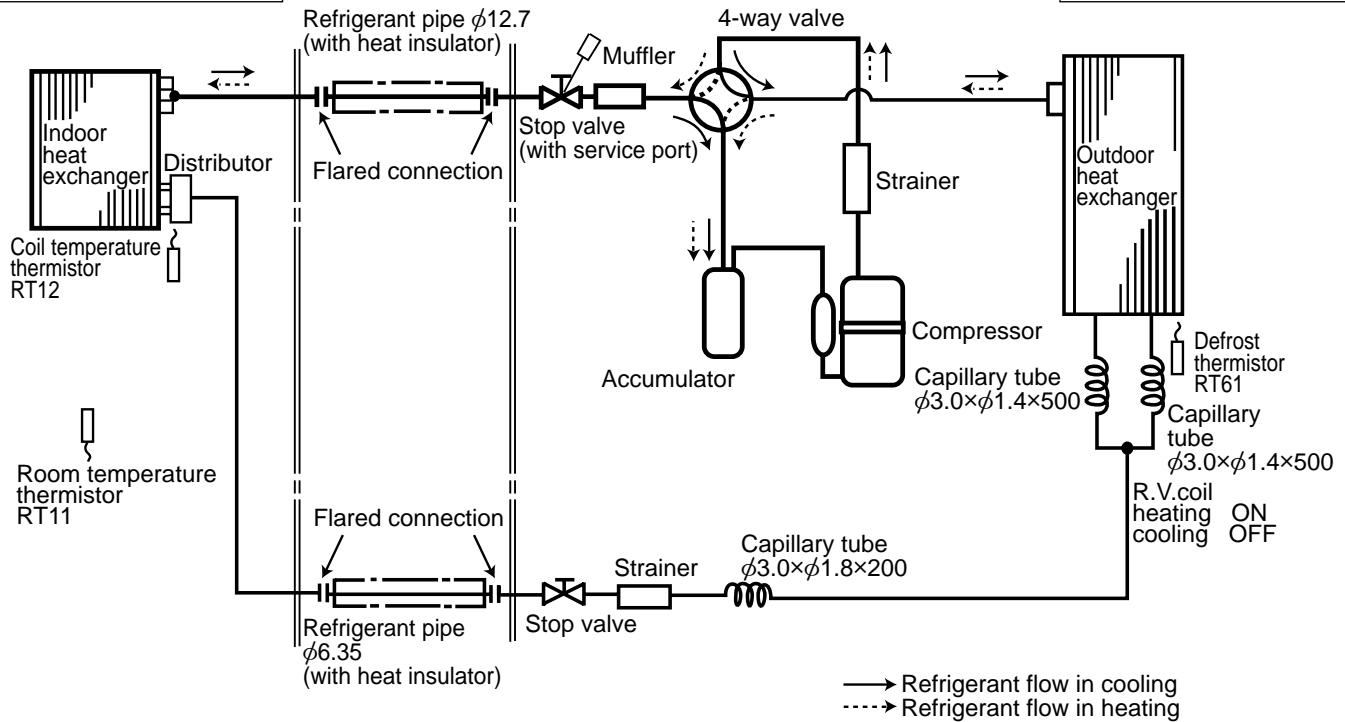 Refrigerant pipe ϕ12.7
(with heat insulator)
4-way valve
Muffler
Indoor
heat
exchanger
Distributor
Flared connection
Stop valve
(with service port)
Strainer
Outdoor
heat
exchanger
Coil temperature
thermistor
RT12
Compressor
Accumulator
Capillary tube
ϕ3.0×ϕ1.4×500
Defrost
thermistor
RT61
Capillary
tube
ϕ3.0×ϕ1.4×500
Room temperature
thermistor
RT11
R.V.coil
heating ON
cooling OFF
Flared connection
Strainer
Capillary tube
ϕ3.0×ϕ1.8×200
Stop valve
Refrigerant pipe
ϕ6.35
(with heat insulator)
Refrigerant flow in cooling
Refrigerant flow in heating